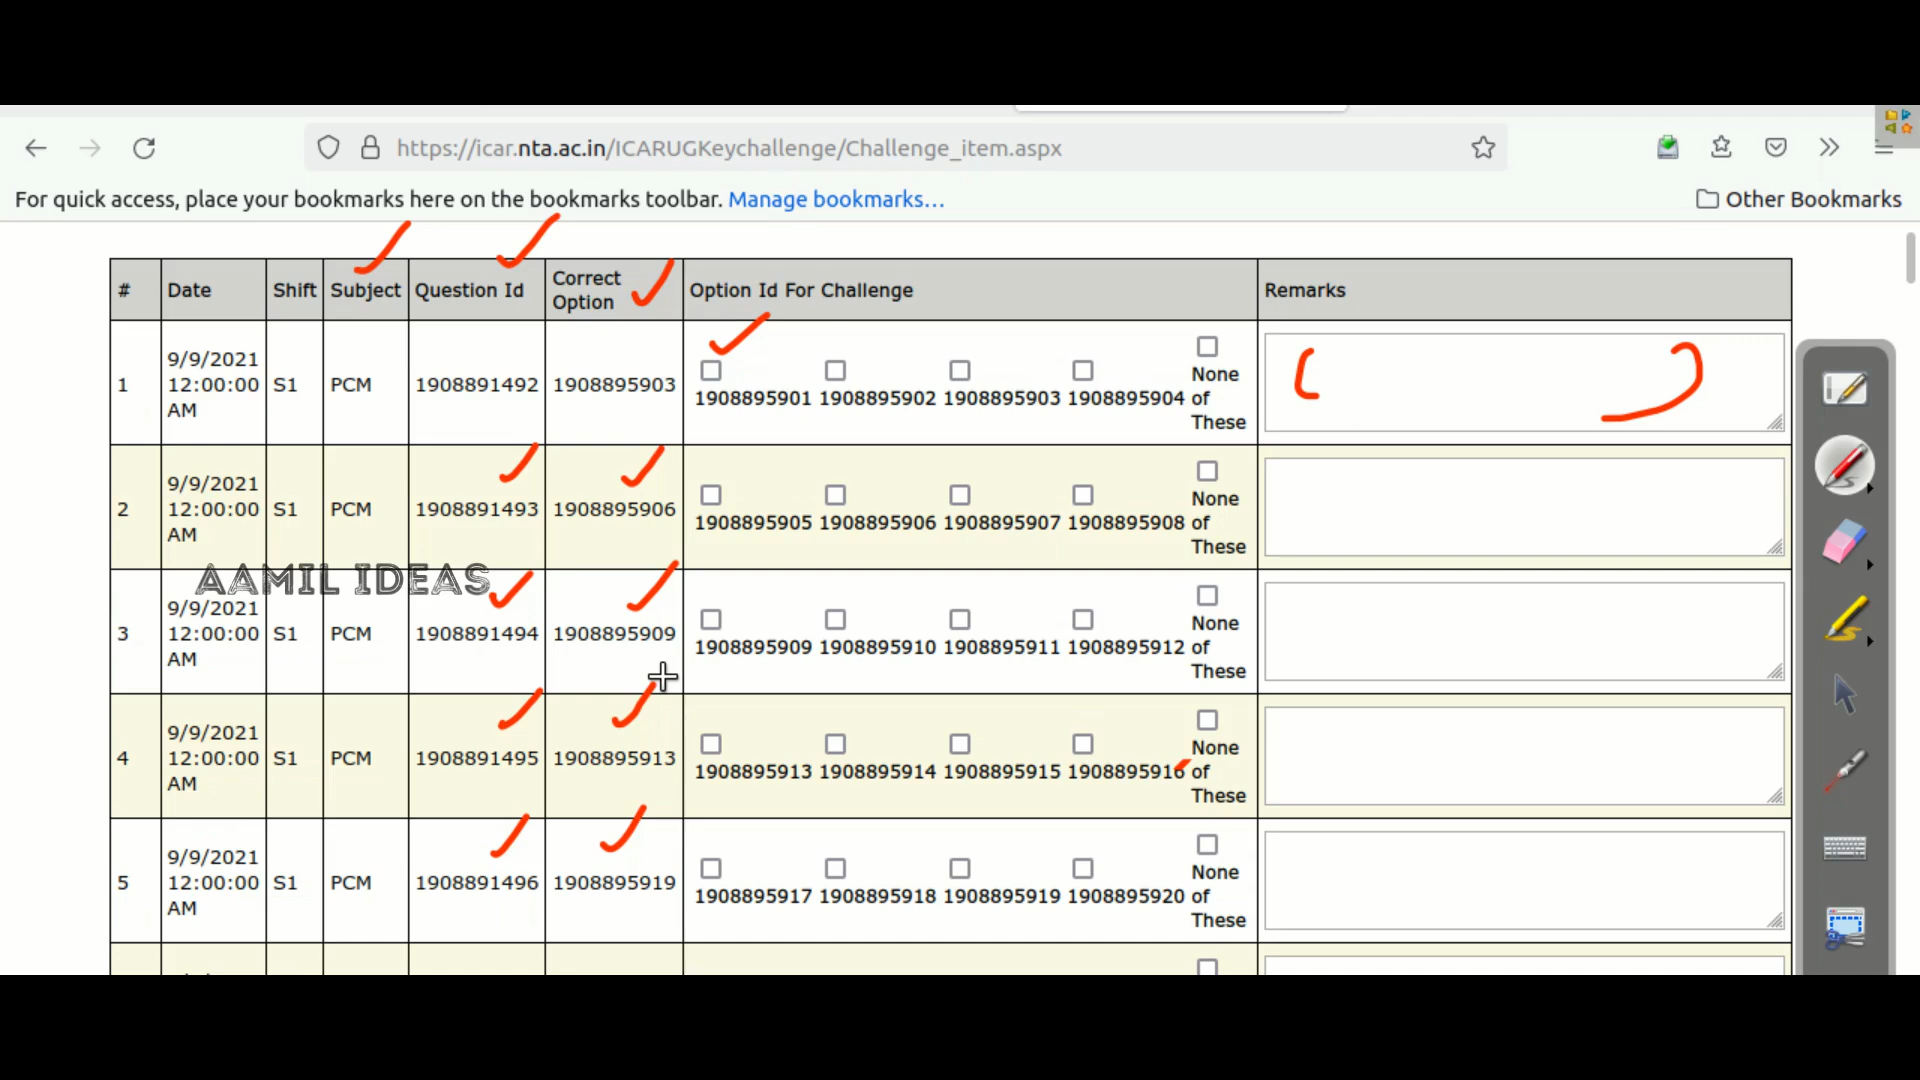 https://icar.nta.ac.in/ICARUGKeychallenge/Challenge_item.aspx
For quick access, place your bookmarks here on the bookmarks toolbar. Manage bookmarks... Other Bookmarks
# Date Shift Subject Question Id Correct Option Option Id For Challenge Remarks
1 9/9/2021 12:00:00 AM S1 PCM 1908891492 1908895903 1908895901 1908895902 1908895903 1908895904 None of These
2 9/9/2021 12:00:00 AM S1 PCM 1908891493 1908895906 1908895905 1908895906 1908895907 1908895908 None of These
AAMIL IDEAS
3 9/9/2021 12:00:00 AM S1 PCM 1908891494 1908895909 1908895909 1908895910 1908895911 1908895912 None of These
4 9/9/2021 12:00:00 AM S1 PCM 1908891495 1908895913 1908895913 1908895914 1908895915 1908895916 None of These
5 9/9/2021 12:00:00 AM S1 PCM 1908891496 1908895919 1908895917 1908895918 1908895919 1908895920 None of These